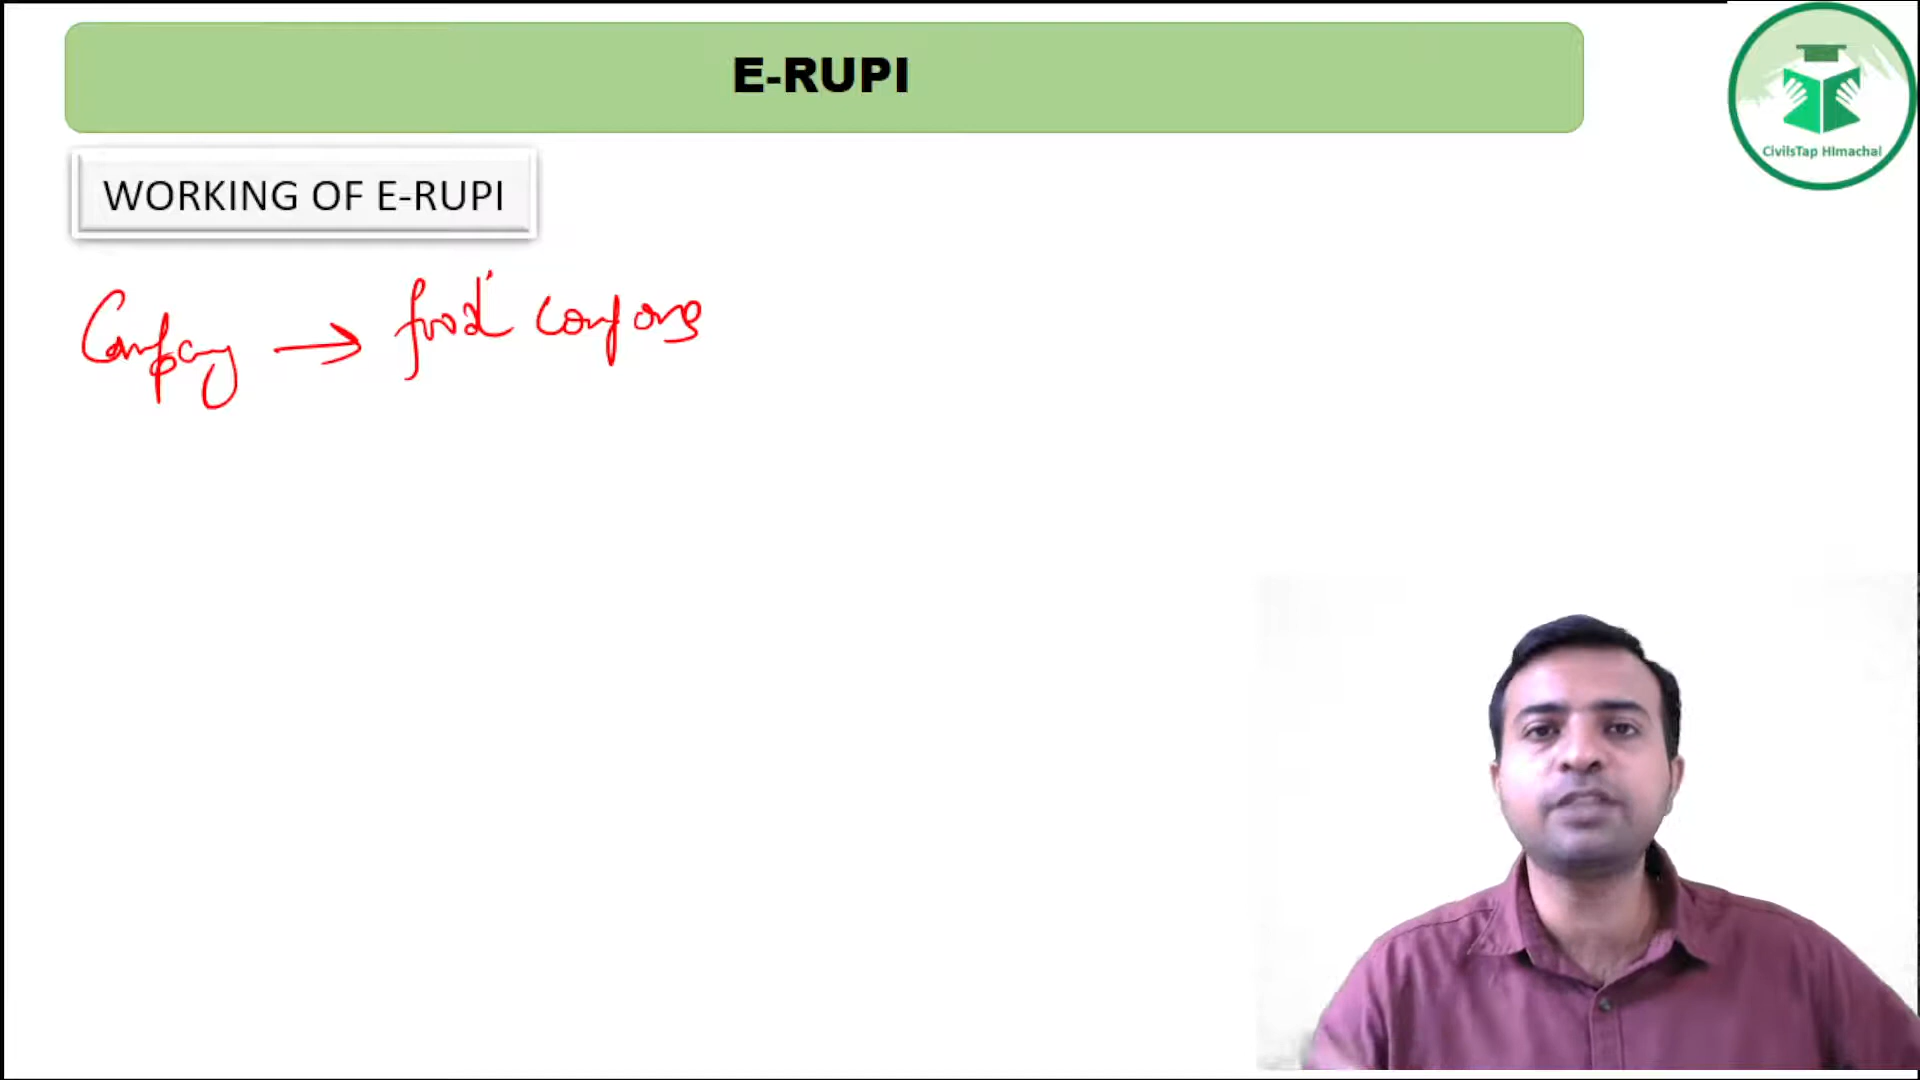 E-RUPI
CivilsTap HImachal
WORKING OF E-RUPI
Company → food coupons